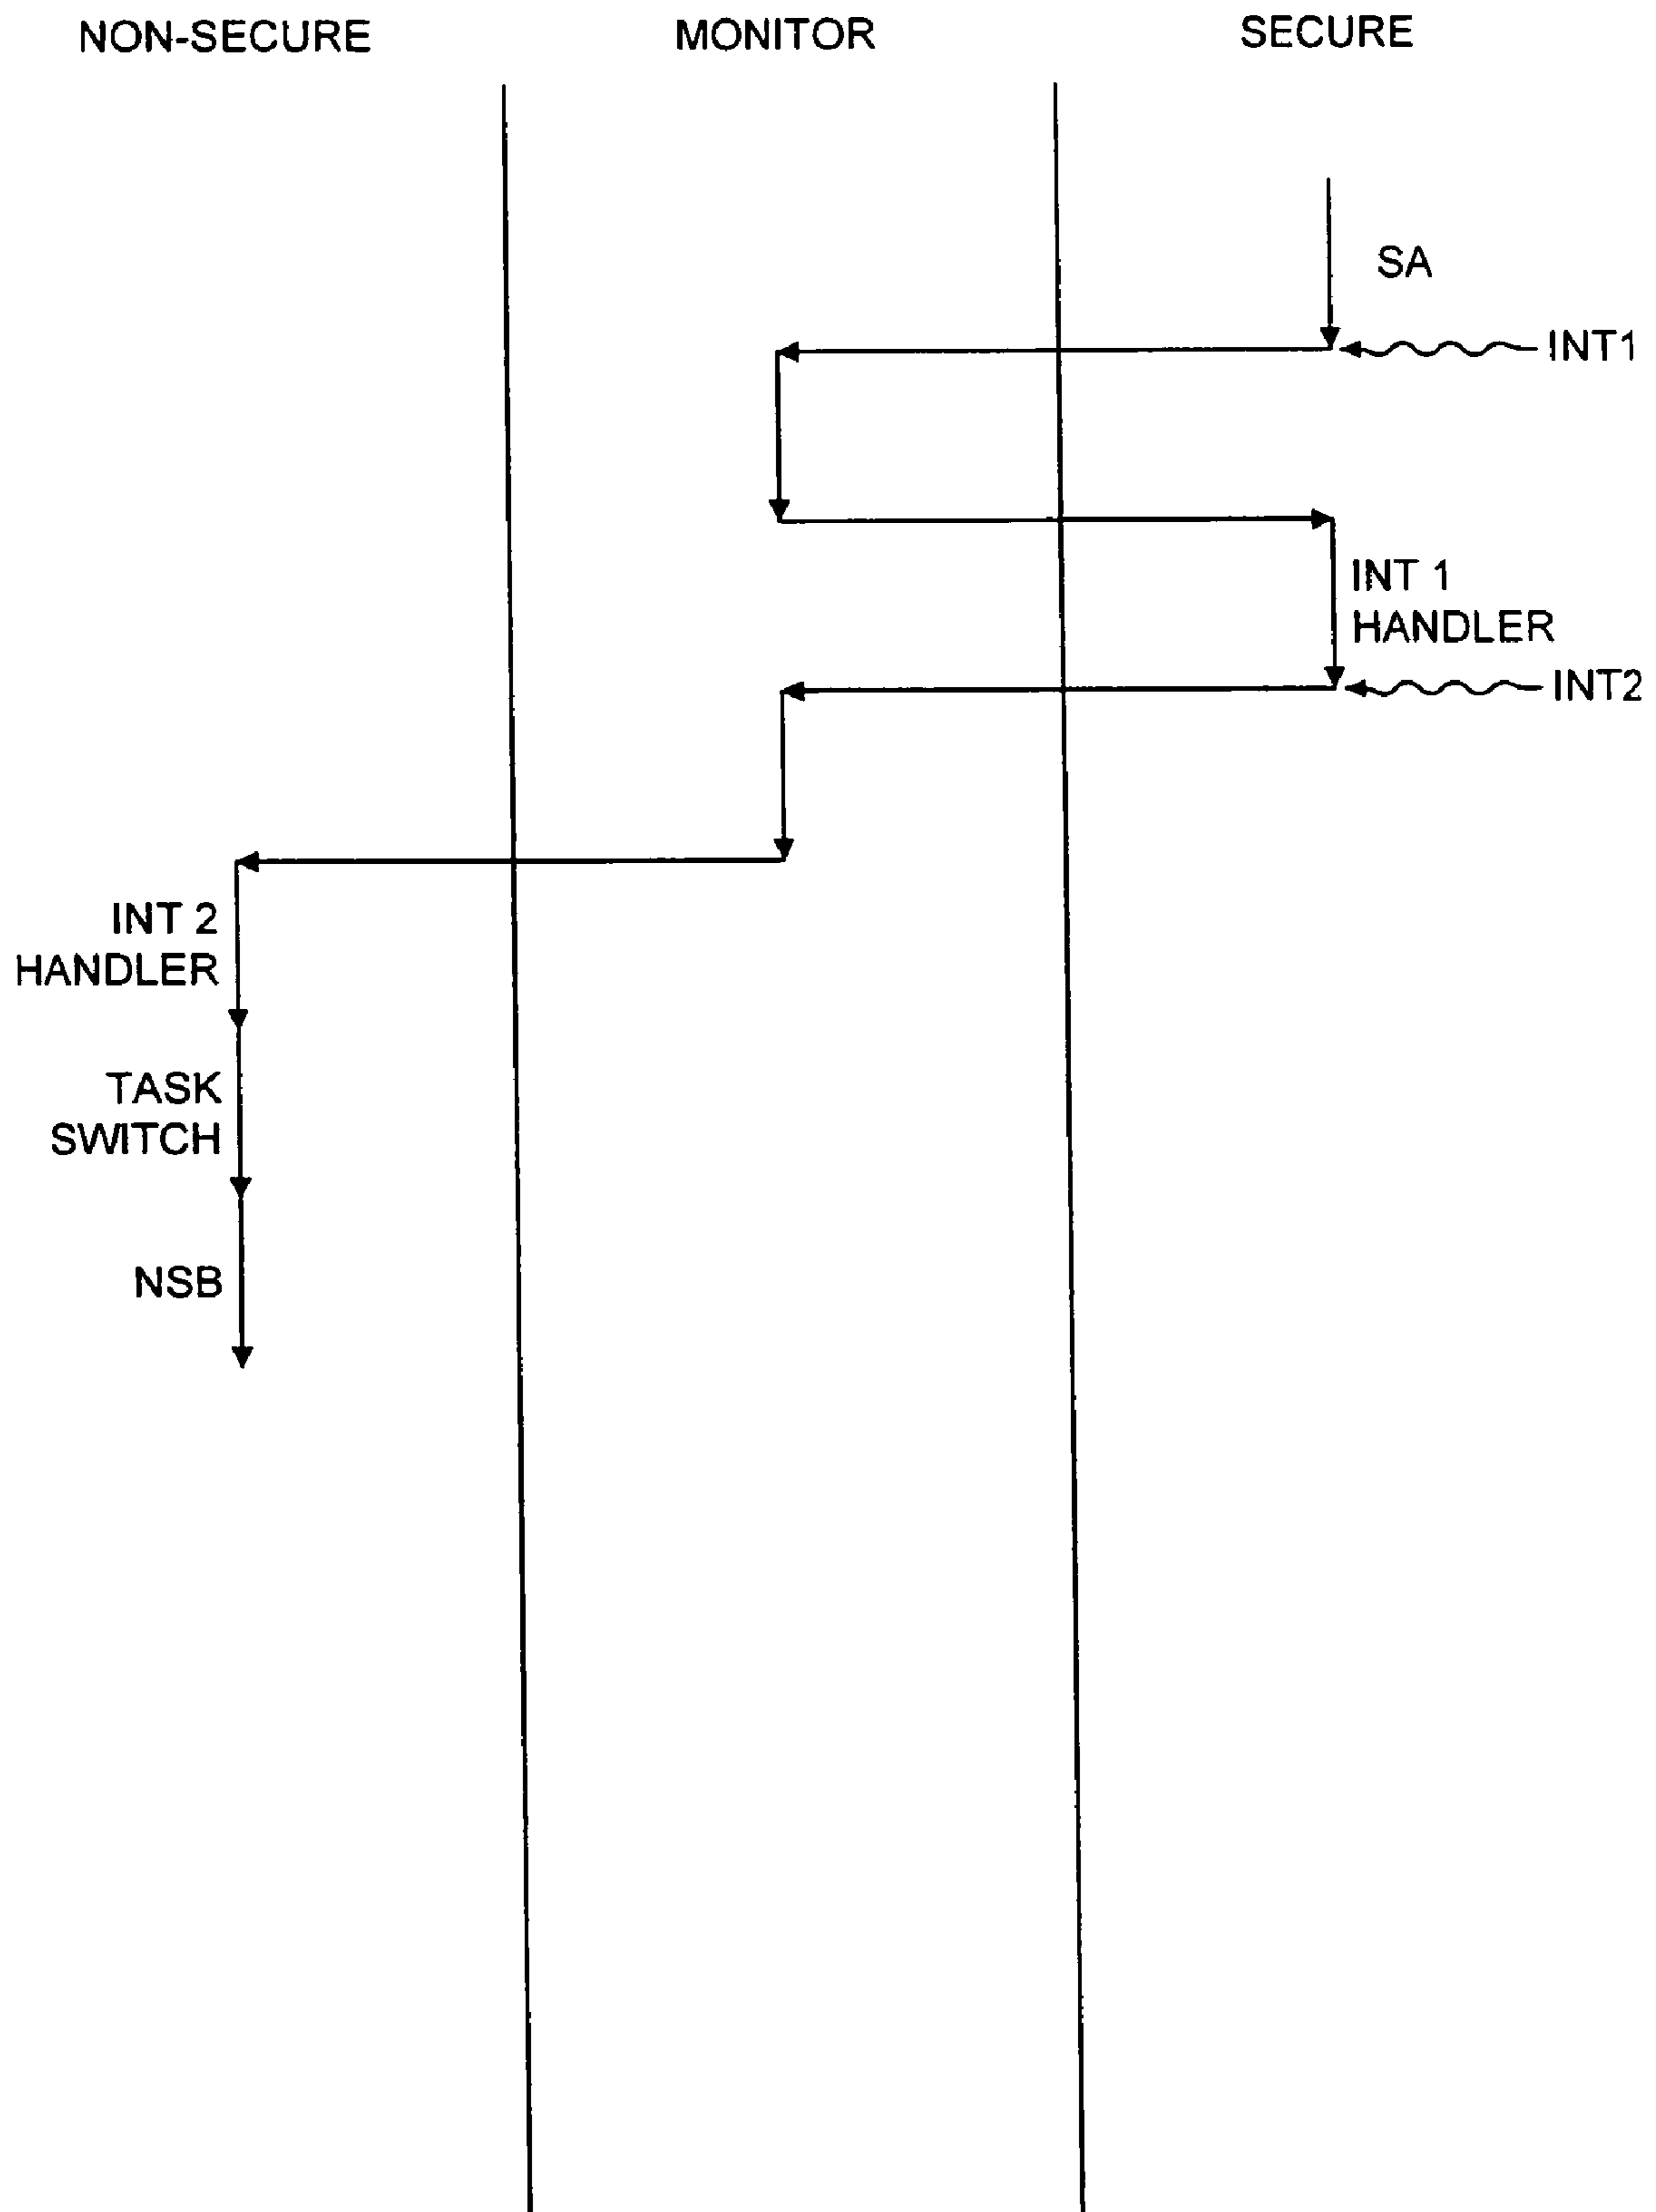 NON-SECURE
MONITOR
SECURE
SA
INT1
INT 1
HANDLER
INT2
INT 2
HANDLER
TASK
SWITCH
NSB